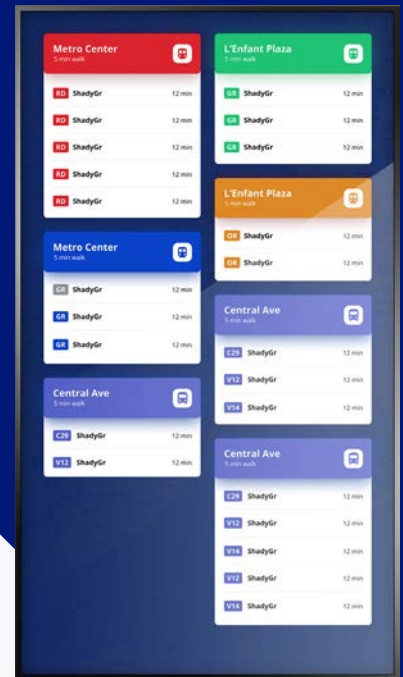 Metro Center
5 min walk
RD ShadyGr 12 min
RD ShadyGr 12 min
RD ShadyGr 12 min
RD ShadyGr 12 min
RD ShadyGr 12 min
Metro Center
5 min walk
GR ShadyGr 12 min
GR ShadyGr 12 min
GR ShadyGr 12 min
Central Ave
5 min walk
C29 ShadyGr 12 min
V12 ShadyGr 12 min
L'Enfant Plaza
5 min walk
GR ShadyGr 12 min
GR ShadyGr 12 min
GR ShadyGr 12 min
L'Enfant Plaza
5 min walk
OR ShadyGr 12 min
OR ShadyGr 12 min
Central Ave
5 min walk
C29 ShadyGr 12 min
V12 ShadyGr 12 min
V14 ShadyGr 12 min
Central Ave
5 min walk
C29 ShadyGr 12 min
V12 ShadyGr 12 min
V14 ShadyGr 12 min
V12 ShadyGr 12 min
V14 ShadyGr 12 min